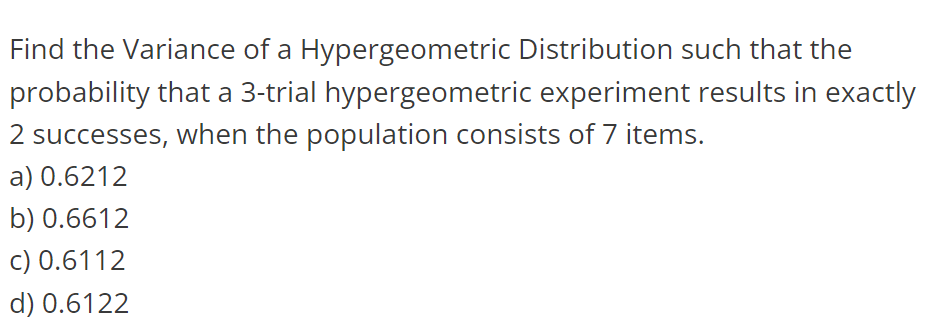 Find the Variance of a Hypergeometric Distribution such that the
probability that a 3-trial hypergeometric experiment results in exactly
2 successes, when the population consists of 7 items.
a) 0.6212
b) 0.6612
c) 0.6112
d) 0.6122